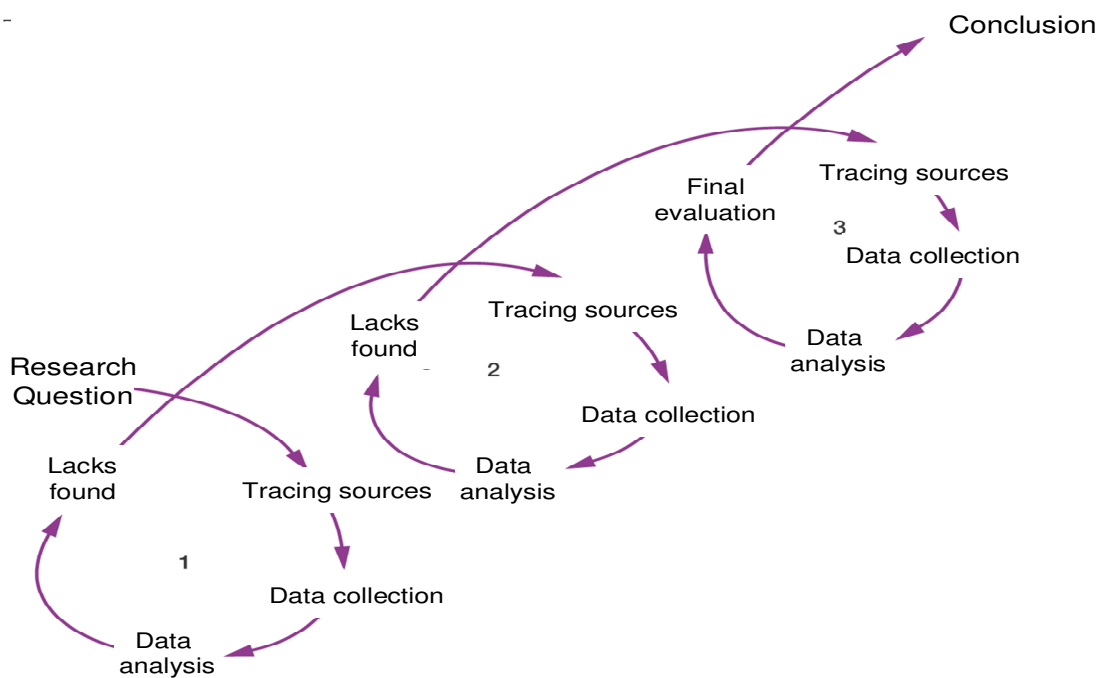 Conclusion
Tracing sources
Final
evaluation
3
Data collection
Data
analysis
Tracing sources
Lacks
found
2
Data collection
Data
analysis
Research
Question
Lacks
found
Tracing sources
1
Data collection
Data
analysis